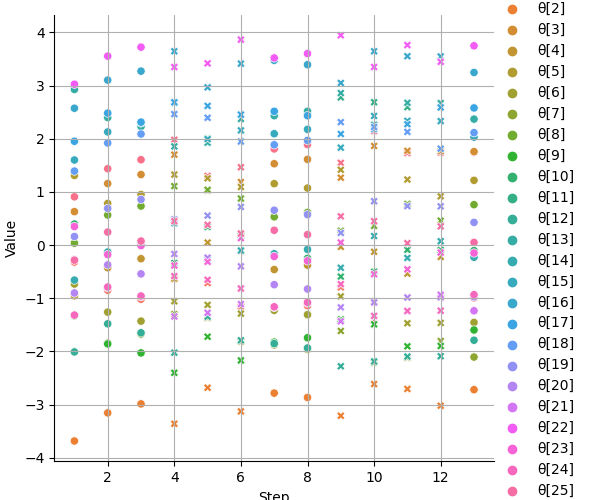 4
3
2
1
0
−1
−2
−3
−4
Value
2
4
6
8
10
12
Step
θ[2]
θ[3]
θ[4]
θ[5]
θ[6]
θ[7]
θ[8]
θ[9]
θ[10]
θ[11]
θ[12]
θ[13]
θ[14]
θ[15]
θ[16]
θ[17]
θ[18]
θ[19]
θ[20]
θ[21]
θ[22]
θ[23]
θ[24]
θ[25]